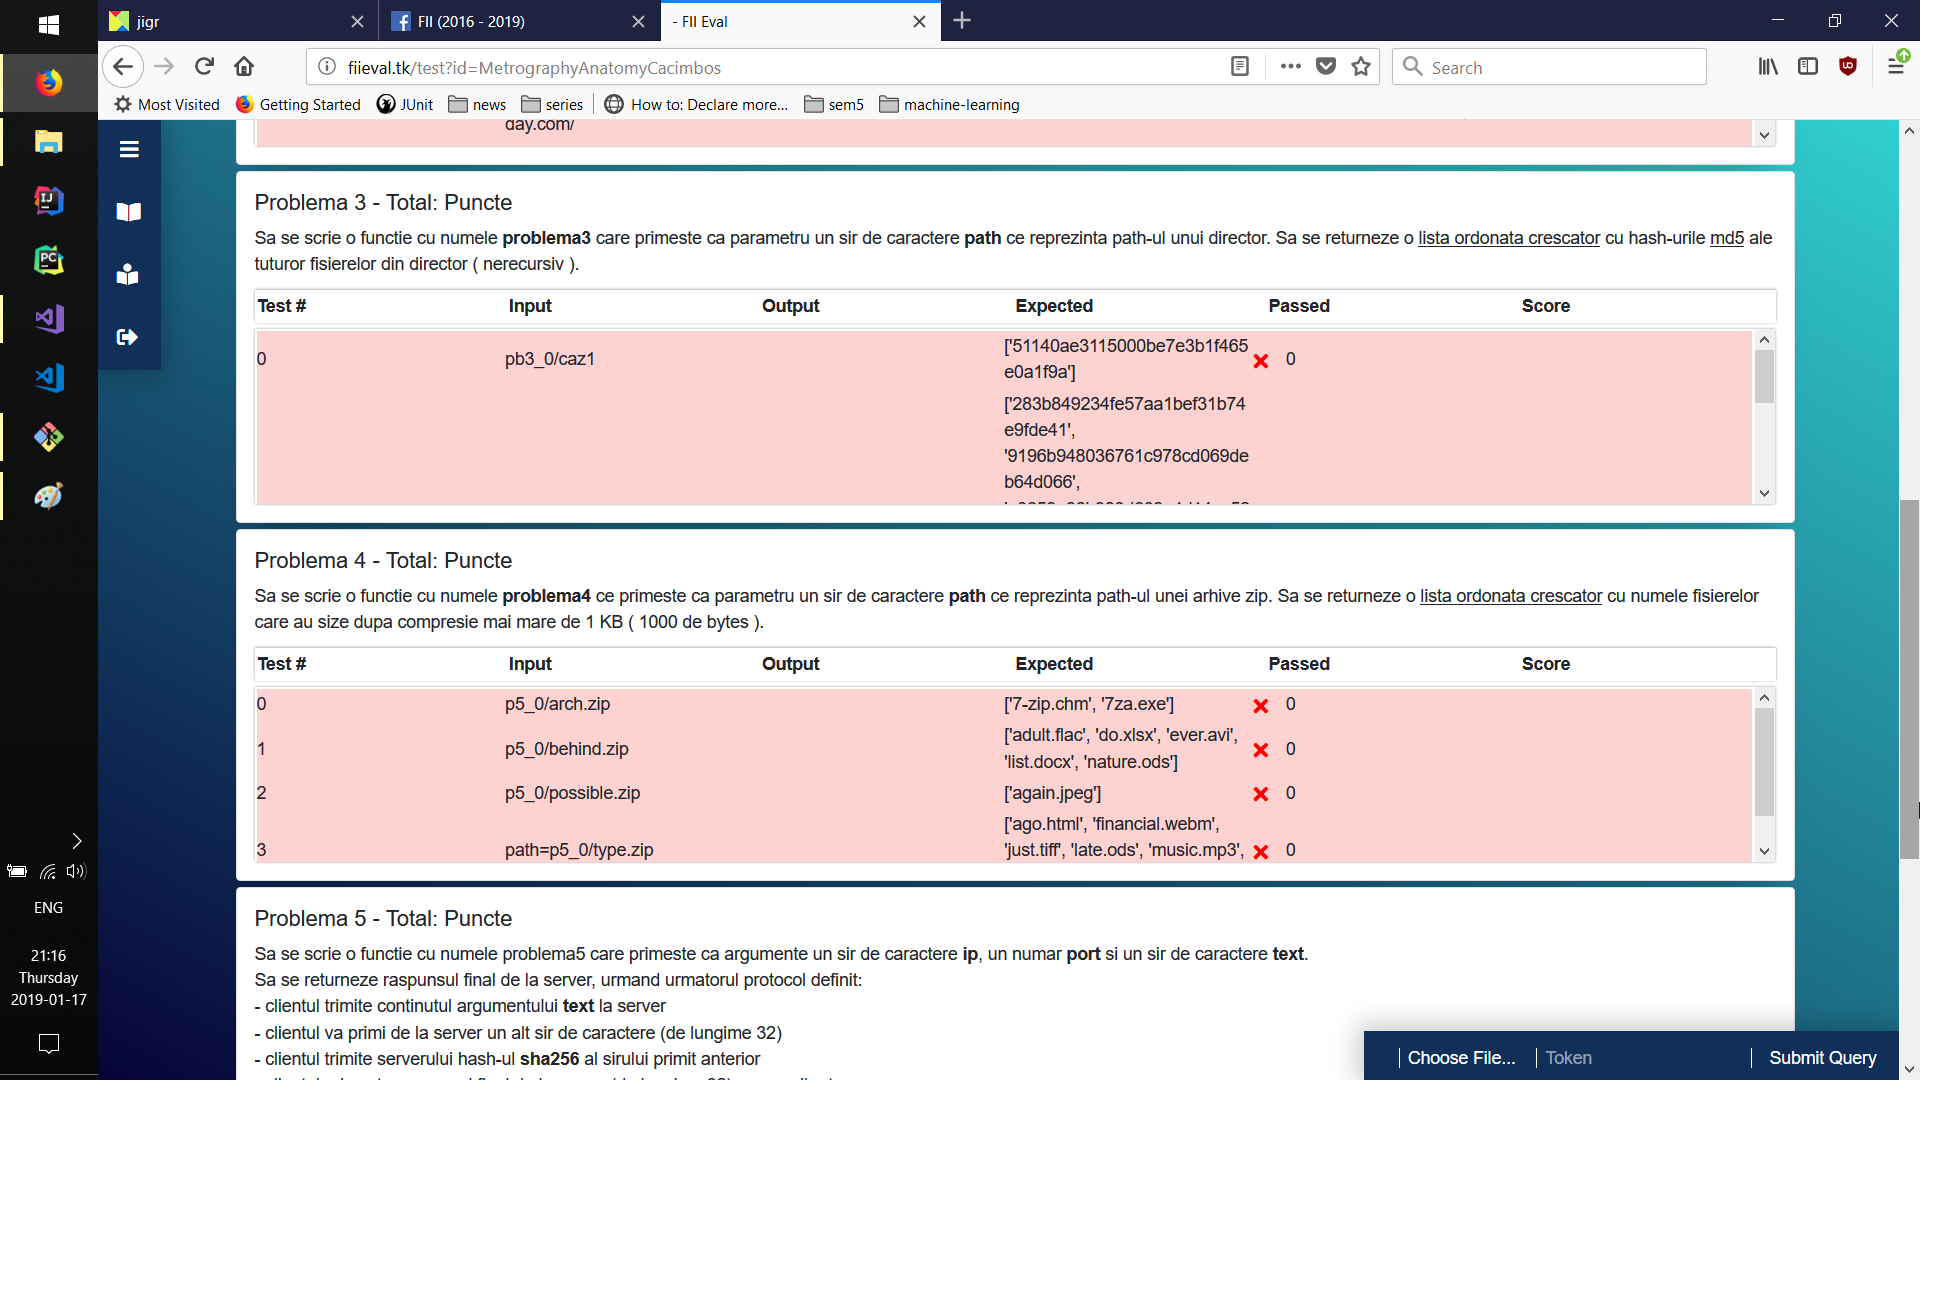 jigr
FII (2016 - 2019)
- FII Eval
fiieval.tk/test?id=MetrographyAnatomyCacimbos
Search
Most Visited
Getting Started
JUnit
news
series
How to: Declare more...
sem5
machine-learning
day.com/
Problema 3 - Total: Puncte
Sa se scrie o functie cu numele problema3 care primeste ca parametru un sir de caractere path ce reprezinta path-ul unui director. Sa se returneze o lista ordonata crescator cu hash-urile md5 ale
tuturor fisierelor din director ( nerecursiv ).
Test # Input Output Expected Passed Score
0 pb3_0/caz1 ['51140ae3115000be7e3b1f465 0
e0a1f9a']
['283b849234fe57aa1bef31b74
e9fde41',
'9196b948036761c978cd069de
b64d066',
Problema 4 - Total: Puncte
Sa se scrie o functie cu numele problema4 ce primeste ca parametru un sir de caractere path ce reprezinta path-ul unei arhive zip. Sa se returneze o lista ordonata crescator cu numele fisierelor
care au size dupa compresie mai mare de 1 KB ( 1000 de bytes ).
Test # Input Output Expected Passed Score
0 p5_0/arch.zip ['7-zip.chm', '7za.exe'] 0
1 p5_0/behind.zip ['adult.flac', 'do.xlsx', 'ever.avi', 0
'list.docx', 'nature.ods']
2 p5_0/possible.zip ['again.jpeg'] 0
['ago.html', 'financial.webm',
3 path=p5_0/type.zip 'just.tiff', 'late.ods', 'music.mp3', 0
Problema 5 - Total: Puncte
Sa se scrie o functie cu numele problema5 care primeste ca argumente un sir de caractere ip, un numar port si un sir de caractere text.
Sa se returneze raspunsul final de la server, urmand urmatorul protocol definit:
- clientul trimite continutul argumentului text la server
- clientul va primi de la server un alt sir de caractere (de lungime 32)
- clientul trimite serverului hash-ul sha256 al sirului primit anterior
Choose File...
Token
Submit Query
ENG
21:16
Thursday
2019-01-17